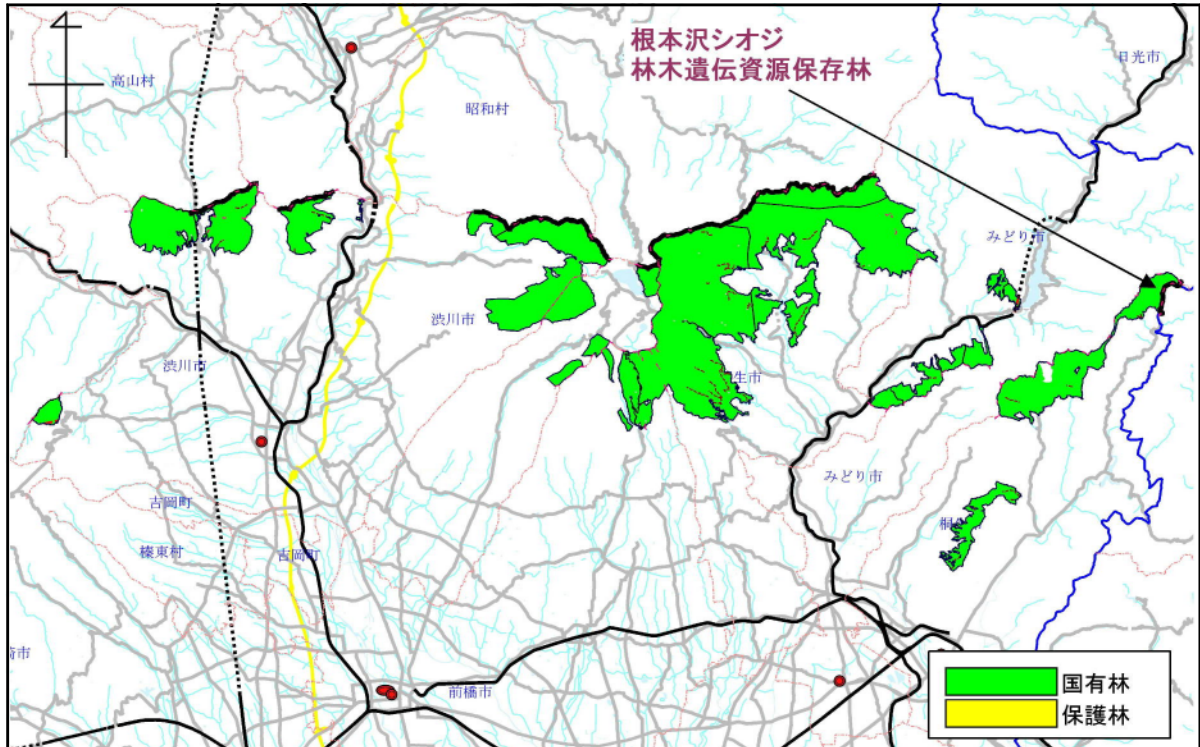 根本沢シオジ
林木遺伝資源保存林
日光市
高山村
昭和村
みどり市
渋川市
渋川市
生市
みどり市
吉岡町
榛東村
吉岡町
桐
市
前橋市
国有林
保護林